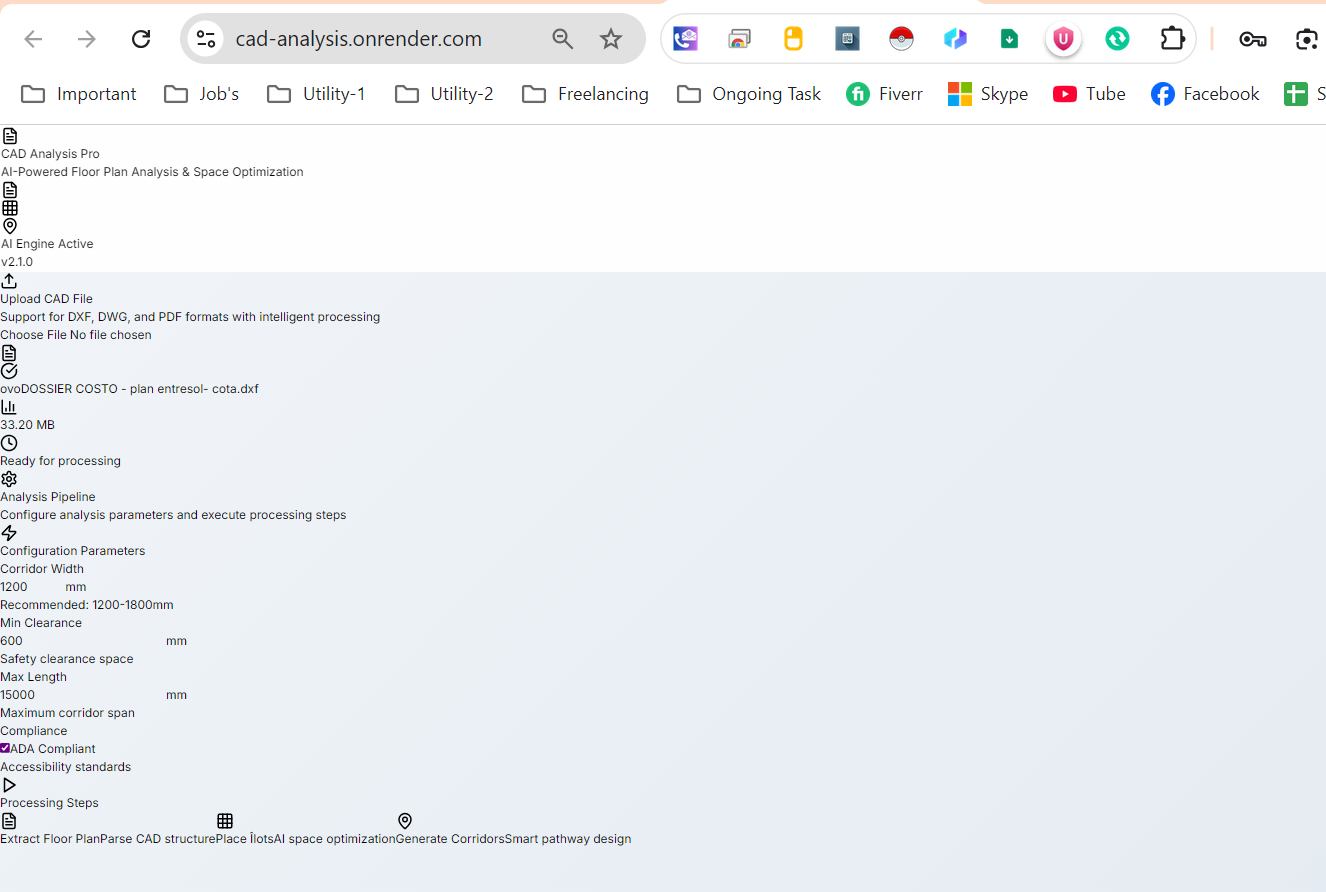 cad-analysis.onrender.com
Important Job's Utility-1 Utility-2 Freelancing Ongoing Task Fiverr Skype Tube Facebook S
CAD Analysis Pro
AI-Powered Floor Plan Analysis & Space Optimization
AI Engine Active
v2.1.0
Upload CAD File
Support for DXF, DWG, and PDF formats with intelligent processing
Choose File No file chosen
ovoDOSSIER COSTO - plan entresol- cota.dxf
33.20 MB
Ready for processing
Analysis Pipeline
Configure analysis parameters and execute processing steps
Configuration Parameters
Corridor Width
1200 mm
Recommended: 1200-1800mm
Min Clearance
600 mm
Safety clearance space
Max Length
15000 mm
Maximum corridor span
Compliance
ADA Compliant
Accessibility standards
Processing Steps
Extract Floor PlanParse CAD structurePlace ÎlotsAI space optimizationGenerate CorridorsSmart pathway design